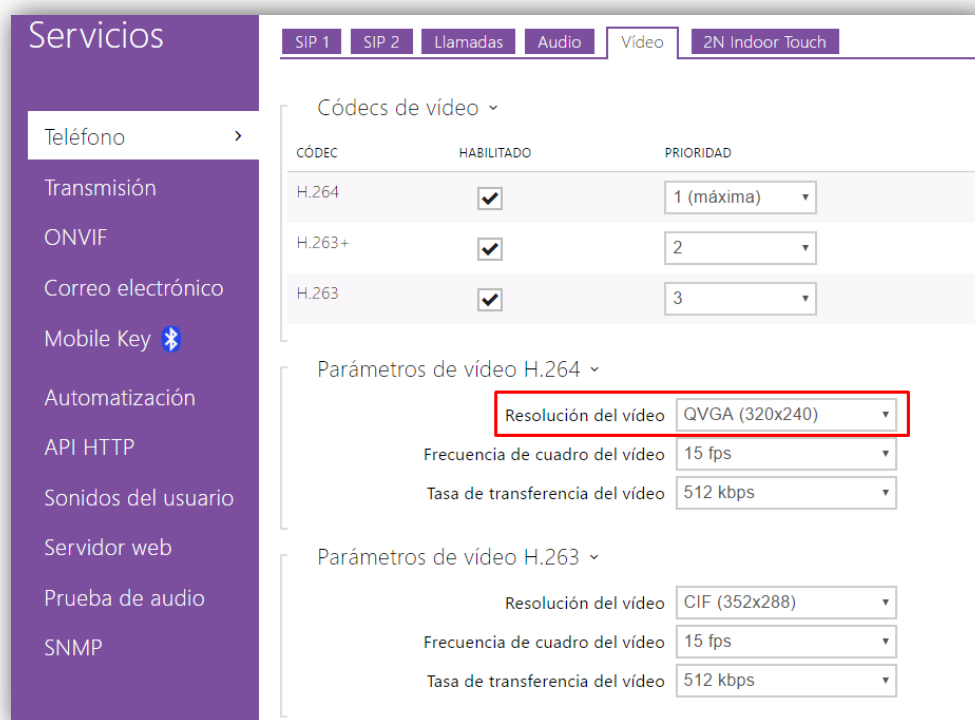 Servicios
Teléfono
Transmisión
ONVIF
Correo electrónico
Mobile Key
Automatización
API HTTP
Sonidos del usuario
Servidor web
Prueba de audio
SNMP
SIP 1 SIP 2 Llamadas Audio Vídeo 2N Indoor Touch
Códecs de vídeo
CÓDEC HABILITADO PRIORIDAD
H.264 1 (máxima)
H.263+ 2
H.263 3
Parámetros de vídeo H.264
Resolución del vídeo QVGA (320x240)
Frecuencia de cuadro del vídeo 15 fps
Tasa de transferencia del vídeo 512 kbps
Parámetros de vídeo H.263
Resolución del vídeo CIF (352x288)
Frecuencia de cuadro del vídeo 15 fps
Tasa de transferencia del vídeo 512 kbps